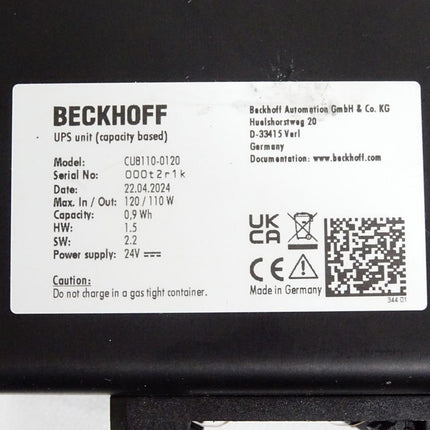 BECKHOFF
UPS unit (capacity based)
Model: CU8110-0120
Serial No: 000t2r1k
Date: 22.04.2024
Max. In / Out: 120 / 110 W
Capacity: 0,9 Wh
HW: 1.5
SW: 2.2
Power supply: 24V
Caution:
Do not charge in a gas tight container.
Beckhoff Automation GmbH & Co. KG
Huelshorstweg 20
D-33415 Verl
Germany
Documentation: www.beckhoff.com
UK
CA
CE
Made in Germany
344 01